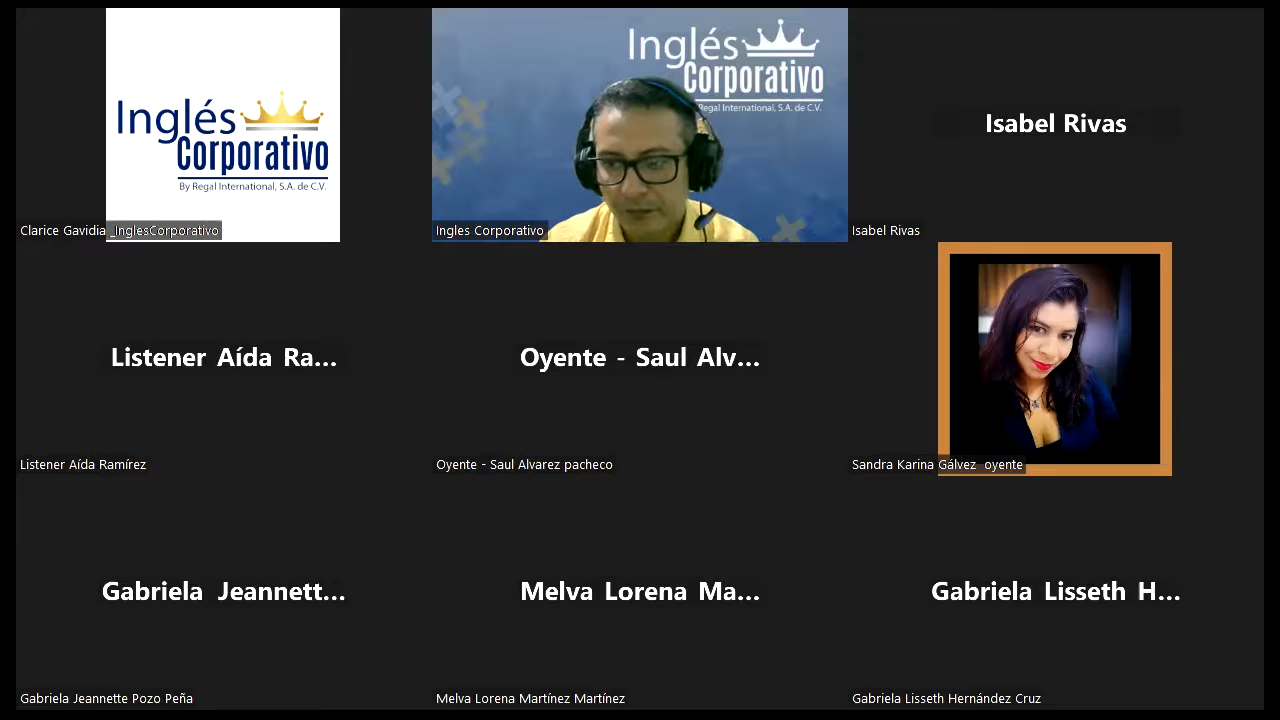 Inglés
Corporativo
By Regal International, S.A. de C.V.
Clarice Gavidia _InglesCorporativo
Inglés
Corporativo
Regal International, S.A. de C.V.
Ingles Corporativo
Isabel Rivas
Isabel Rivas
Listener Aída Ra...
Listener Aída Ramírez
Oyente - Saul Alv...
Oyente - Saul Alvarez pacheco
Sandra Karina Gálvez oyente
Gabriela Jeannett...
Gabriela Jeannette Pozo Peña
Melva Lorena Ma...
Melva Lorena Martínez Martínez
Gabriela Lisseth H...
Gabriela Lisseth Hernández Cruz